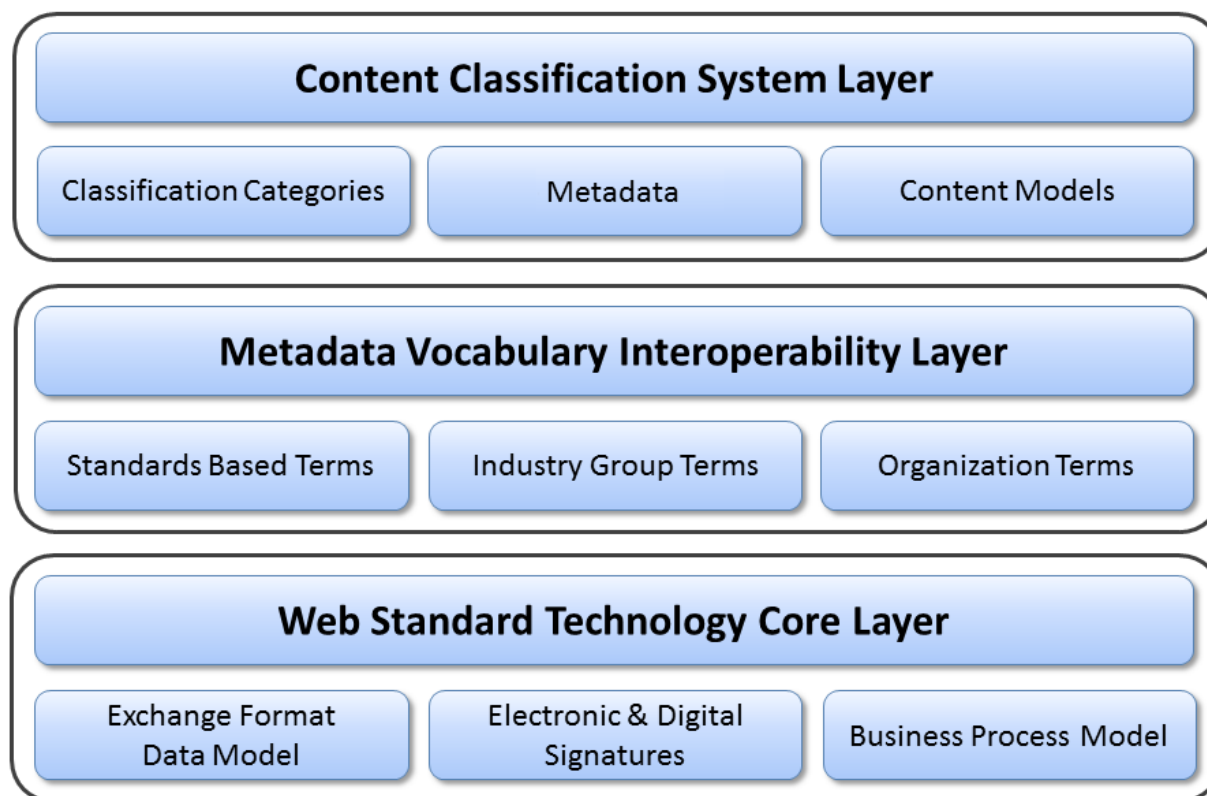 Content Classification System Layer
Classification Categories
Metadata
Content Models
Metadata Vocabulary Interoperability Layer
Standards Based Terms
Industry Group Terms
Organization Terms
Web Standard Technology Core Layer
Exchange Format
Data Model
Electronic & Digital
Signatures
Business Process Model